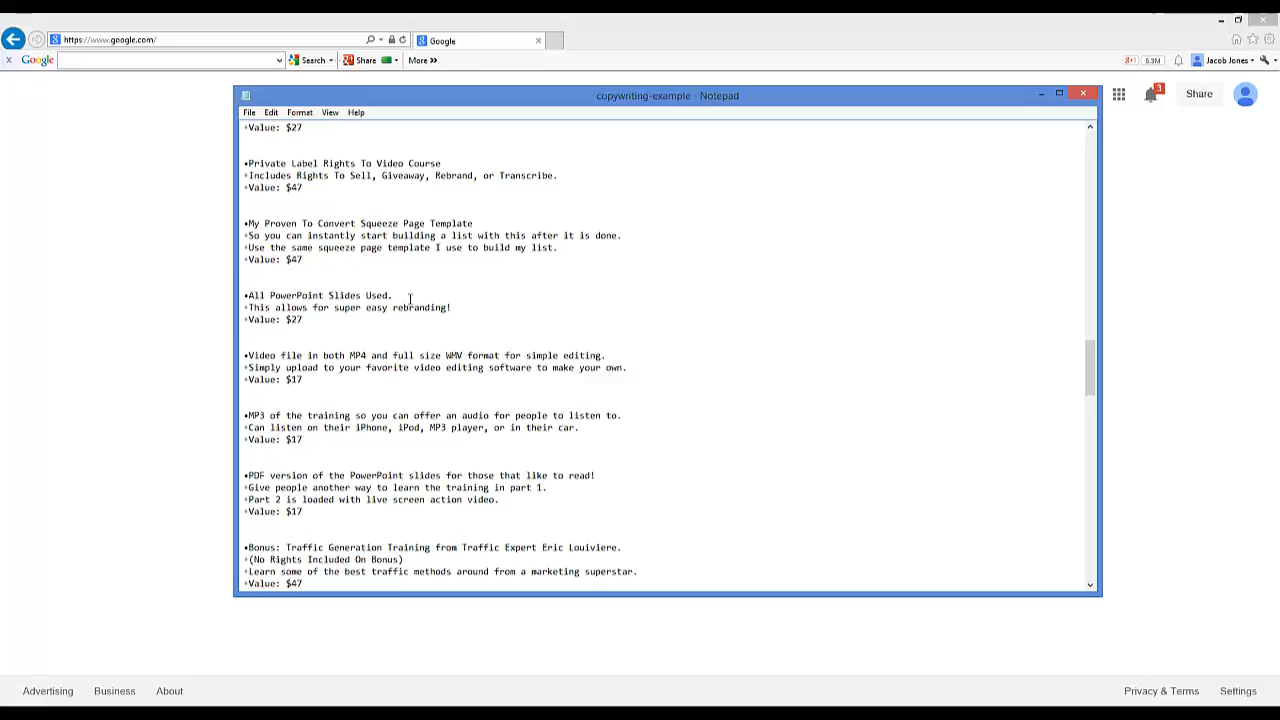 https://www.google.com/
Google
Google
Search
Share
More »
g+1
5.3M
Jacob Jones
copywriting-example - Notepad
3
Share
File Edit Format View Help
◦Value: $27
•Private Label Rights To Video Course
◦Includes Rights To Sell, Giveaway, Rebrand, or Transcribe.
◦Value: $47
•My Proven To Convert Squeeze Page Template
◦So you can instantly start building a list with this after it is done.
◦Use the same squeeze page template I use to build my list.
◦Value: $47
•All PowerPoint Slides Used.
◦This allows for super easy rebranding!
◦Value: $27
•Video file in both MP4 and full size WMV format for simple editing.
◦Simply upload to your favorite video editing software to make your own.
◦Value: $17
•MP3 of the training so you can offer an audio for people to listen to.
◦Can listen on their iPhone, iPod, MP3 player, or in their car.
◦Value: $17
•PDF version of the PowerPoint slides for those that like to read!
◦Give people another way to learn the training in part 1.
◦Part 2 is loaded with live screen action video.
◦Value: $17
•Bonus: Traffic Generation Training from Traffic Expert Eric Louiviere.
◦(No Rights Included On Bonus)
◦Learn some of the best traffic methods around from a marketing superstar.
◦Value: $47
Advertising Business About Privacy & Terms Settings